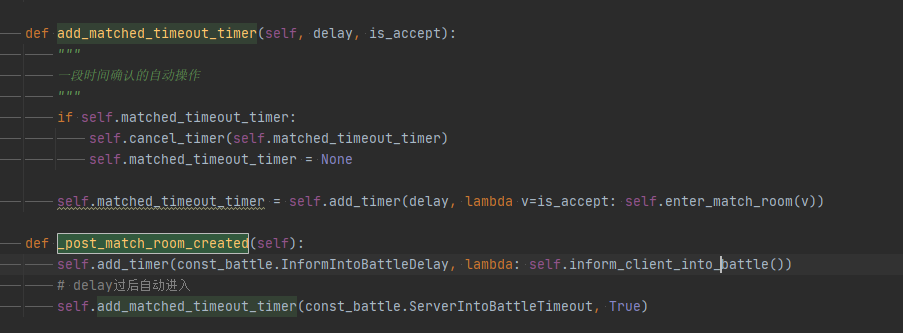 def add_matched_timeout_timer(self, delay, is_accept):
"""
一段时间确认的自动操作
"""
if self.matched_timeout_timer:
self.cancel_timer(self.matched_timeout_timer)
self.matched_timeout_timer = None
self.matched_timeout_timer = self.add_timer(delay, lambda v=is_accept: self.enter_match_room(v))
def _post_match_room_created(self):
self.add_timer(const_battle.InformIntoBattleDelay, lambda: self.inform_client_into_battle())
# delay过后自动进入
self.add_matched_timeout_timer(const_battle.ServerIntoBattleTimeout, True)